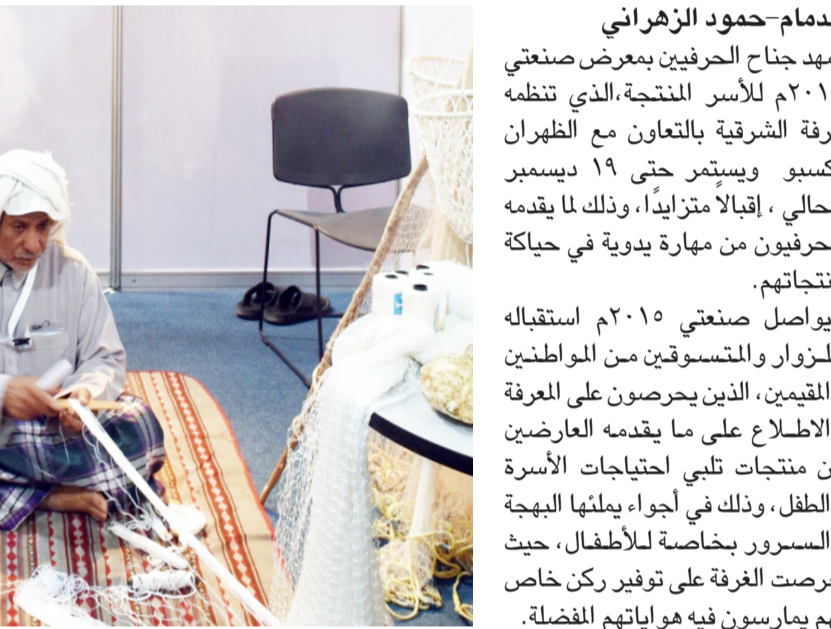 دمام-حمود الزهراني
هد جناح الحرفيين بمعرض صنعتي
٢٠١م للأسر المنتجة،الذي تنظمه
رفة الشرقية بالتعاون مع الظهران
كسبو ويستمر حتى ١٩ ديسمبر
حالي ، إقبالاً متزايدًا، وذلك لما يقدمه
حرفيون من مهارة يدوية في حياكة
نتجاتهم.
يواصل صنعتي ٢٠١٥م استقباله
لزوار والمتسوقين من المواطنين
المقيمين، الذين يحرصون على المعرفة
الاطلاع على ما يقدمه العارضين
ن منتجات تلبي احتياجات الأسرة
الطفل، وذلك في أجواء يملئها البهجة
السرور بخاصة للأطفال، حيث
رصت الغرفة على توفير ركن خاص
هم يمارسون فيه هواياتهم المفضلة.